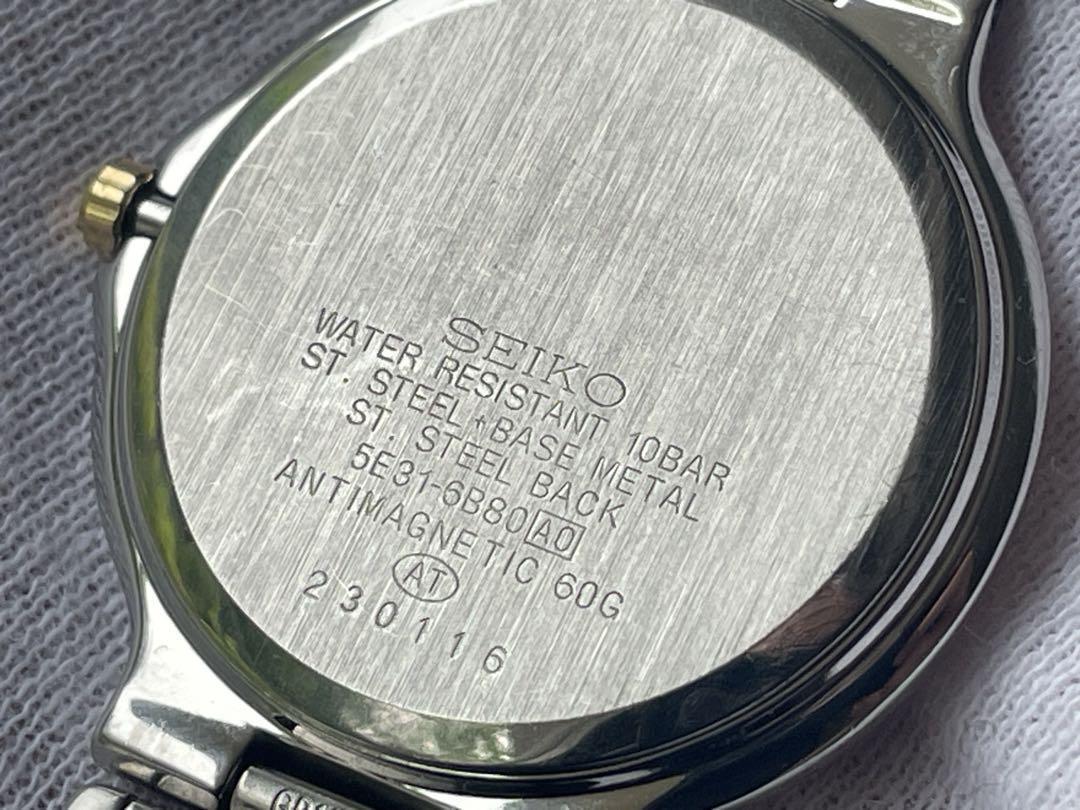 SEIKO
WATER RESISTANT 10BAR
ST. STEEL+BASE METAL
ST. STEEL BACK
5E31-6B80 A0
ANTIMAGNETIC 60G
AT
230116